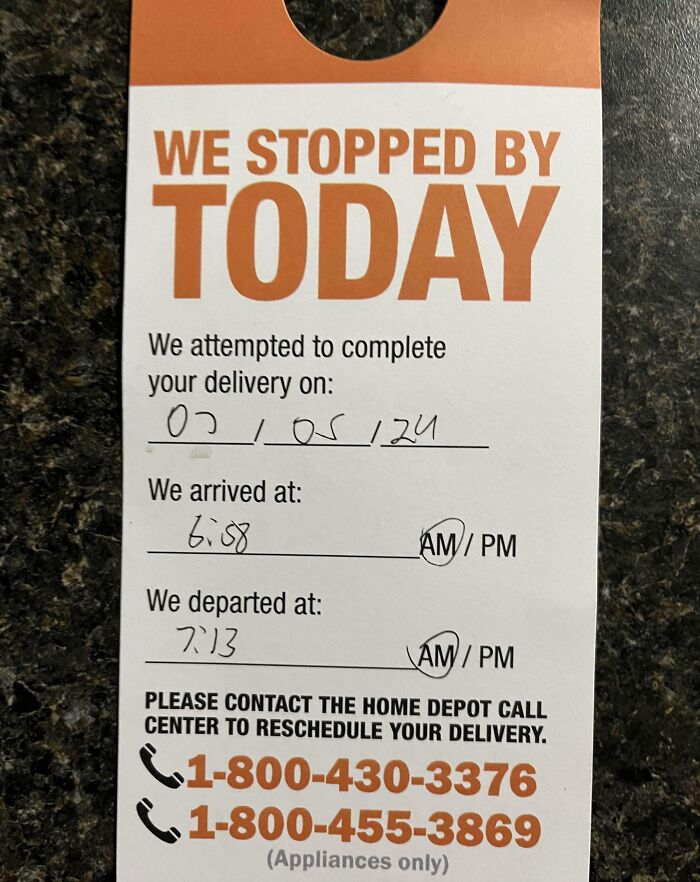 WE STOPPED BY
TODAY
We attempted to complete
your delivery on:
07 / 05 / 24
We arrived at:
6:58 AM / PM
We departed at:
7:13 AM / PM
PLEASE CONTACT THE HOME DEPOT CALL
CENTER TO RESCHEDULE YOUR DELIVERY.
1-800-430-3376
1-800-455-3869
(Appliances only)